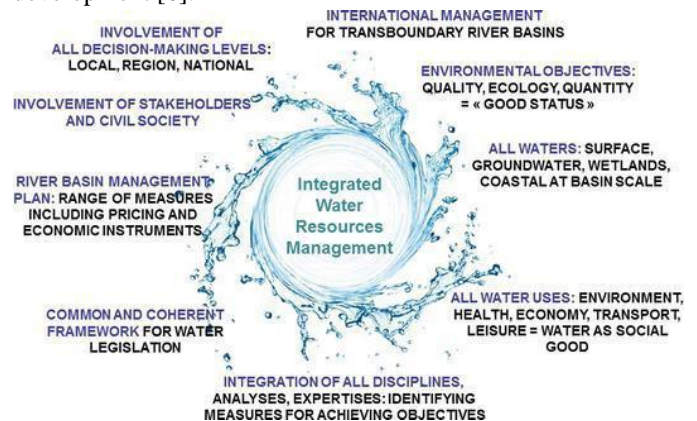 INTERNATIONAL MANAGEMENT
FOR TRANSBOUNDARY RIVER BASINS
INVOLVEMENT OF
ALL DECISION-MAKING LEVELS:
LOCAL, REGION, NATIONAL
ENVIRONMENTAL OBJECTIVES:
QUALITY, ECOLOGY, QUANTITY
= « GOOD STATUS »
INVOLVEMENT OF STAKEHOLDERS
AND CIVIL SOCIETY
ALL WATERS: SURFACE,
GROUNDWATER, WETLANDS,
COASTAL AT BASIN SCALE
RIVER BASIN MANAGEMENT
PLAN: RANGE OF MEASURES
INCLUDING PRICING AND
ECONOMIC INSTRUMENTS
Integrated
Water
Resources
Management
ALL WATER USES: ENVIRONMENT,
HEALTH, ECONOMY, TRANSPORT,
LEISURE = WATER AS SOCIAL
GOOD
COMMON AND COHERENT
FRAMEWORK FOR WATER
LEGISLATION
INTEGRATION OF ALL DISCIPLINES,
ANALYSES, EXPERTISES: IDENTIFYING
MEASURES FOR ACHIEVING OBJECTIVES